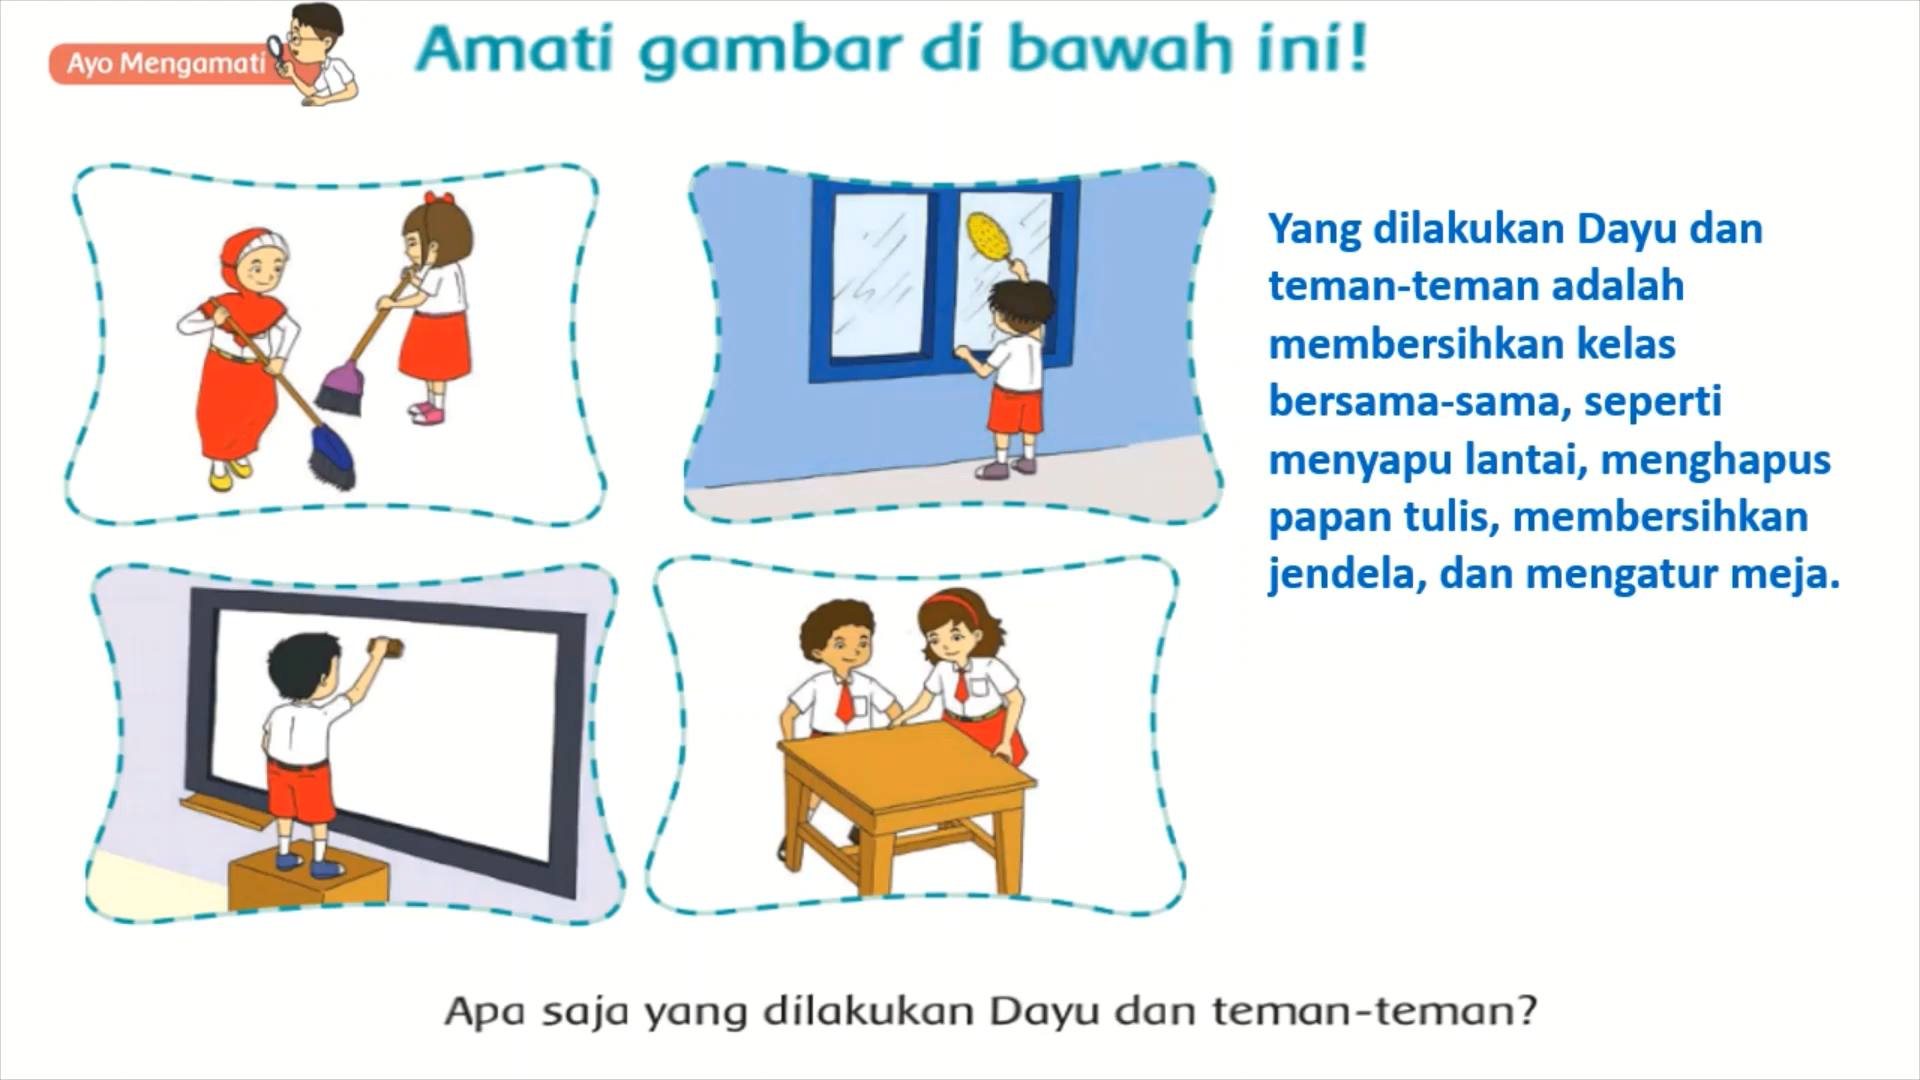 Ayo Mengamati
Amati gambar di bawah ini!
Yang dilakukan Dayu dan
teman-teman adalah
membersihkan kelas
bersama-sama, seperti
menyapu lantai, menghapus
papan tulis, membersihkan
jendela, dan mengatur meja.
Apa saja yang dilakukan Dayu dan teman-teman?